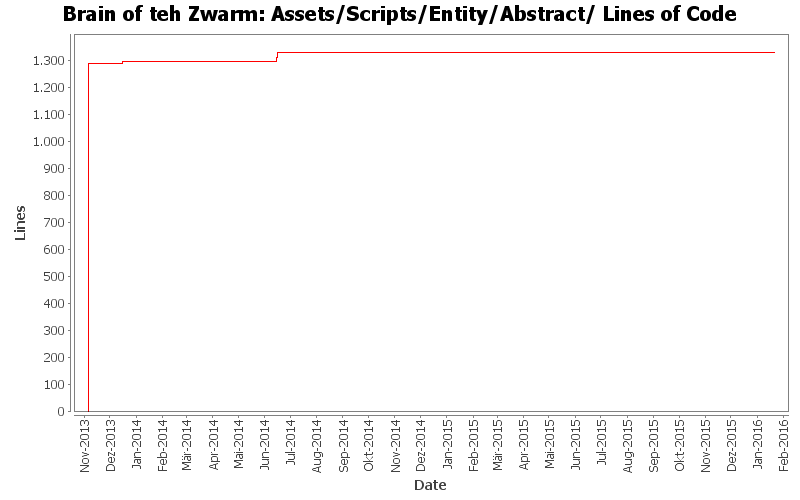 Brain of teh Zwarm: Assets/Scripts/Entity/Abstract/ Lines of Code
1.300
1.200
1.100
1.000
900
800
700
600
500
400
300
200
100
0
Lines
Nov-2013
Dez-2013
Jan-2014
Feb-2014
Mär-2014
Apr-2014
Mai-2014
Jun-2014
Jul-2014
Aug-2014
Sep-2014
Okt-2014
Nov-2014
Dez-2014
Jan-2015
Feb-2015
Mär-2015
Apr-2015
Mai-2015
Jun-2015
Jul-2015
Aug-2015
Sep-2015
Okt-2015
Nov-2015
Dez-2015
Jan-2016
Feb-2016
Date